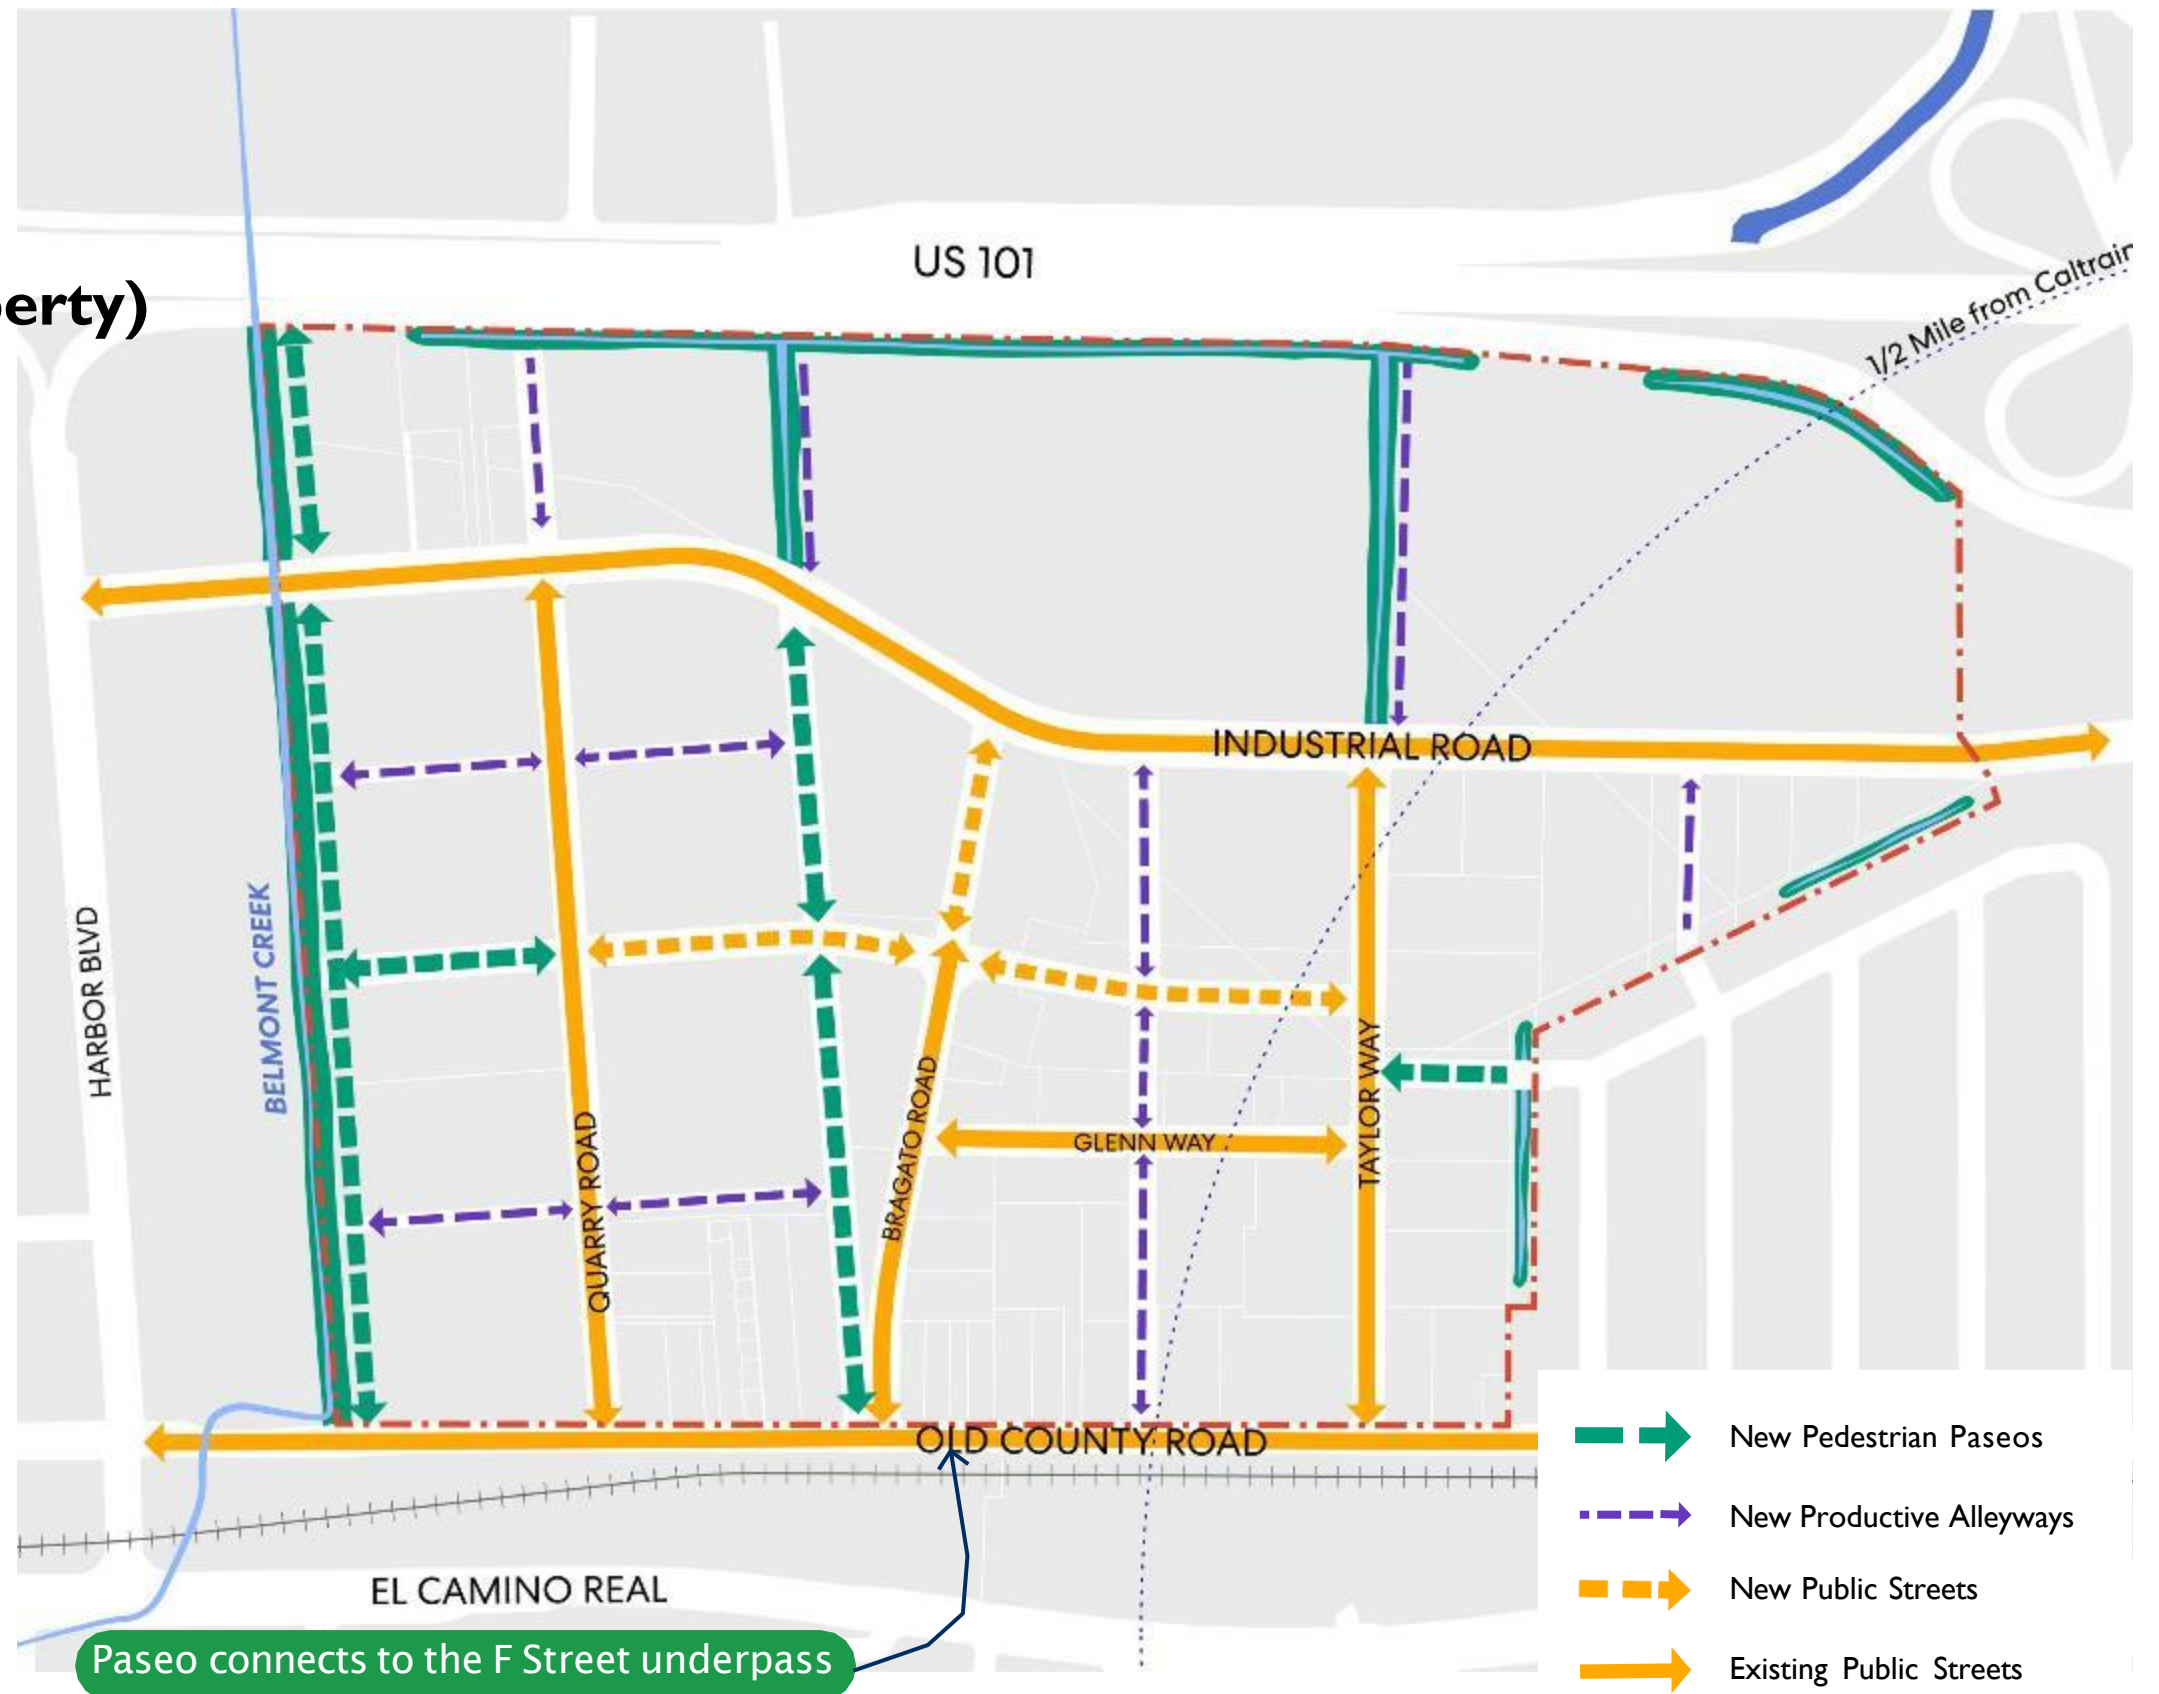 US 101
erty)
1/2 Mile from Caltrain
INDUSTRIAL ROAD
HARBOR BLVD
BELMONT CREEK
QUARRY ROAD
BRAGATO ROAD
GLENN WAY
TAYLOR WAY
OLD COUNTY ROAD
EL CAMINO REAL
Paseo connects to the F Street underpass
New Pedestrian Paseos
New Productive Alleyways
New Public Streets
Existing Public Streets